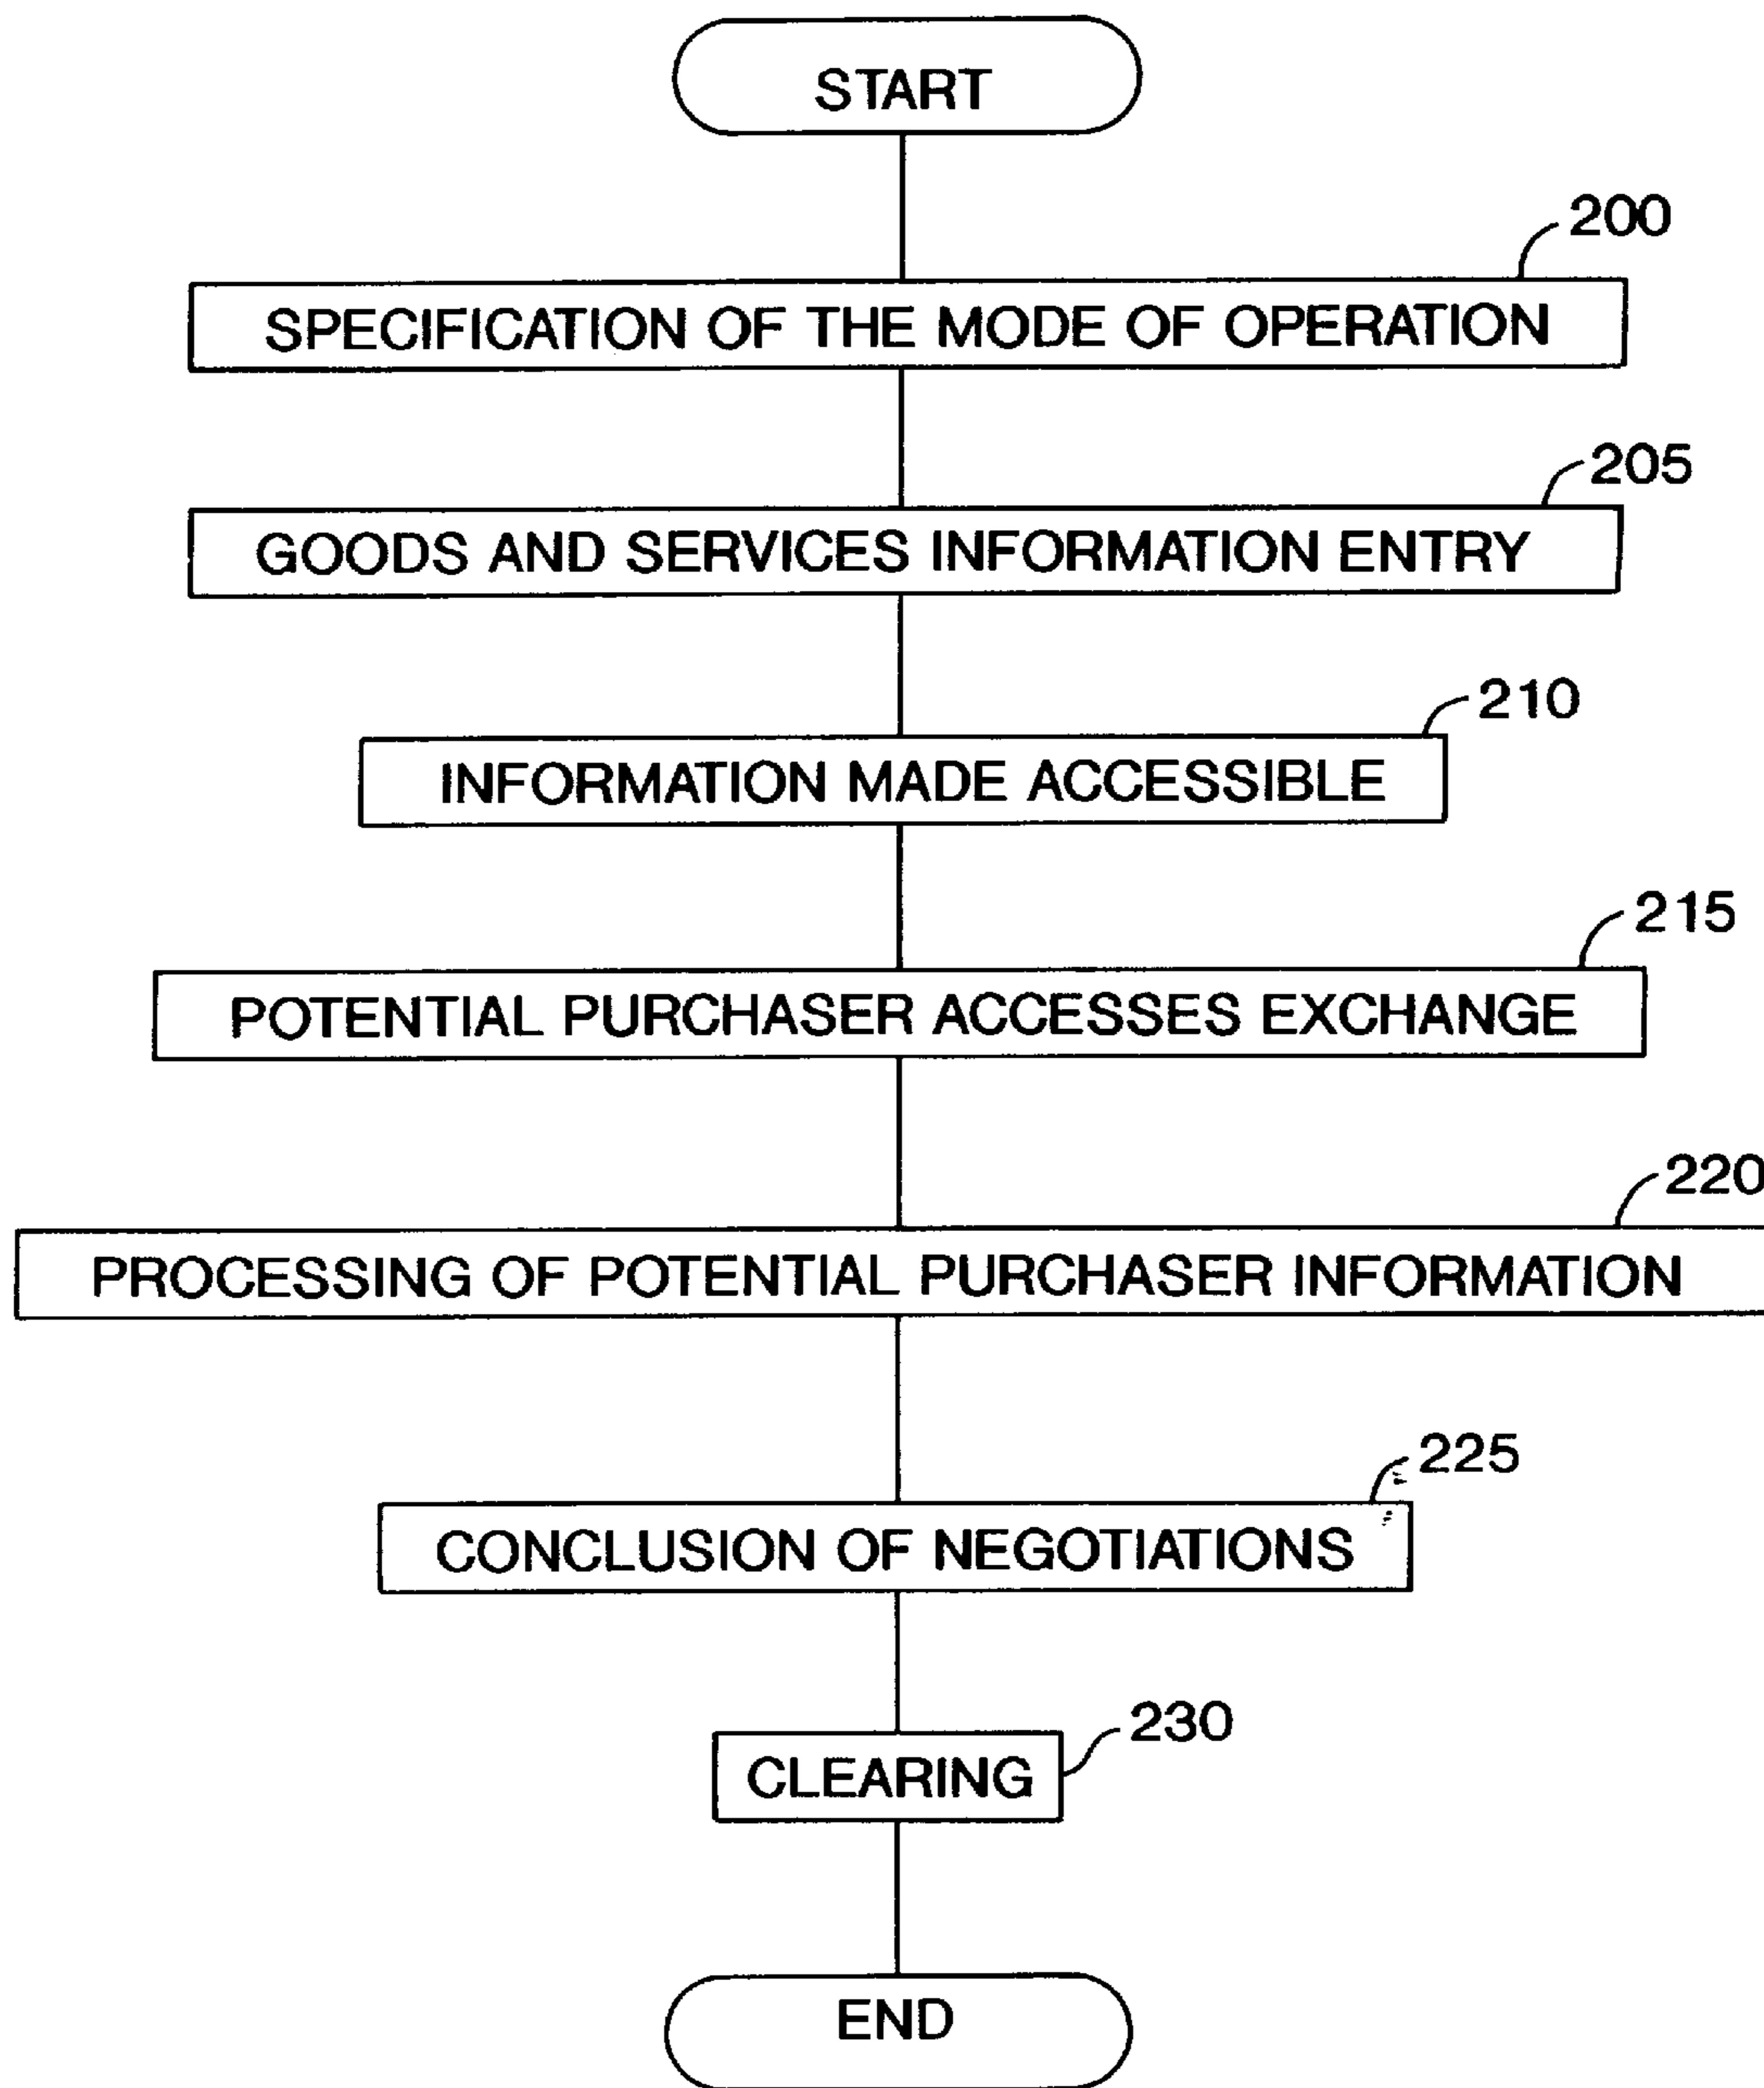 START
200
SPECIFICATION OF THE MODE OF OPERATION
205
GOODS AND SERVICES INFORMATION ENTRY
210
INFORMATION MADE ACCESSIBLE
215
POTENTIAL PURCHASER ACCESSES EXCHANGE
220
PROCESSING OF POTENTIAL PURCHASER INFORMATION
225
CONCLUSION OF NEGOTIATIONS
230
CLEARING
END